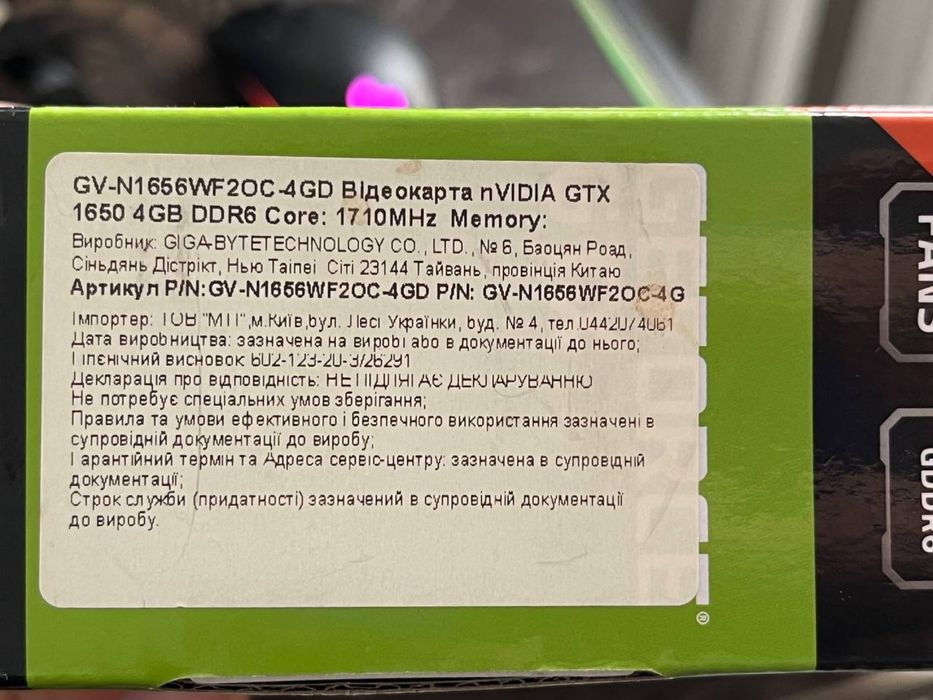 GV-N1656WF2OC-4GD Відеокарта nVIDIA GTX
1650 4GB DDR6 Core: 1710MHz Memory:
Виробник: GIGA-BYTETECHNOLOGY CO., LTD., № 6, Баоцян Роад,
Сіньдянь Дістрікт, Нью Таіпеі Сіті 23144 Тайвань, провінція Китаю
Артикул P/N:GV-N1656WF2OC-4GD P/N: GV-N1656WF2OC-4G
Імпортер: ТОВ "МТІ",м.Київ,бул. Лесі Українки, буд. № 4, тел.0442074061
Дата виробництва: зазначена на виробі або в документації до нього;
Гігієнічний висновок 602-123-20-3/26291
Декларація про відповідність: НЕ ПІДЛЯГАЄ ДЕКЛАРУВАННЮ
Не потребує спеціальних умов зберігання;
Правила та умови ефективного і безпечного використання зазначені в
супровідній документації до виробу;
Гарантійний термін та Адреса сервіс-центру: зазначена в супровідній
документації;
Строк служби (придатності) зазначений в супровідній документації
до виробу.
®
FANS
GDDR6